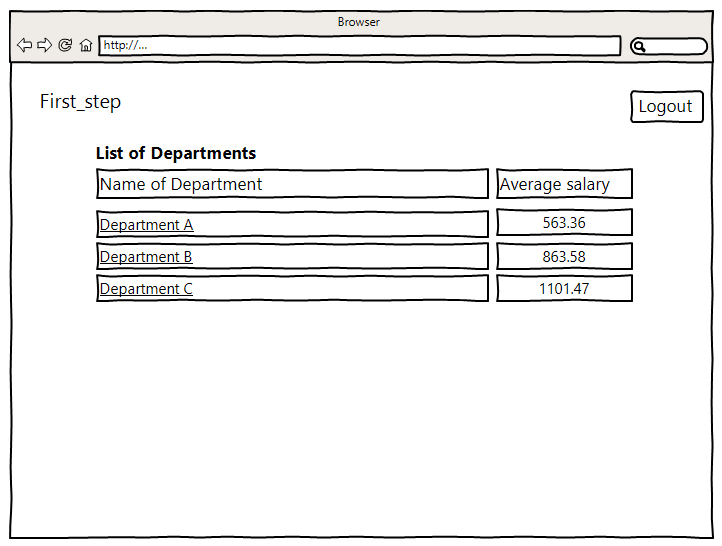 Browser
http://...
First_step
Logout
List of Departments
Name of Department Average salary
Department A 563.36
Department B 863.58
Department C 1101.47